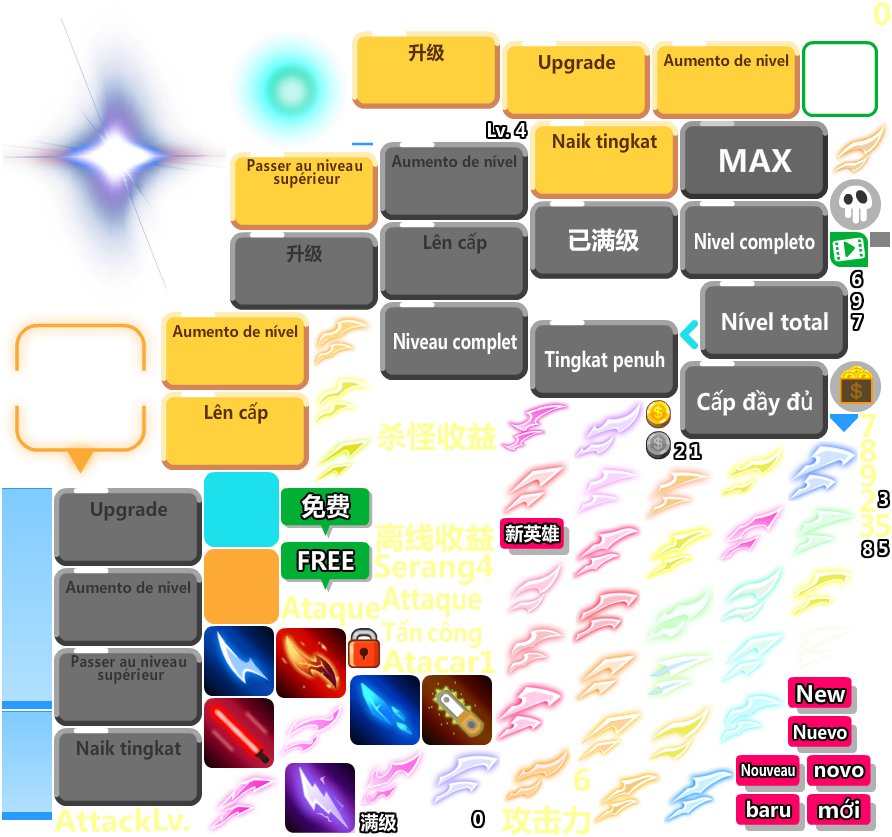 0
升级
Upgrade
Aumento de nivel
Lv. 4
Naik tingkat
MAX
Passer au niveau
supérieur
Aumento de nível
升级
Lên cấp
已满级
Nivel completo
6
9
7
Aumento de nível
Niveau complet
Tingkat penuh
Nível total
Lên cấp
Cấp đầy đủ
杀怪收益
2 1
7
8
9
2
3
35
8 5
Upgrade
免费
离线收益
新英雄
FREE
Serang4
Aumento de nivel
Ataque
Attaque
Tấn công
Atacar1
Passer au niveau
supérieur
New
Nuevo
Naik tingkat
Nouveau
novo
6
baru
mới
AttackLv.
满级
0
攻击力